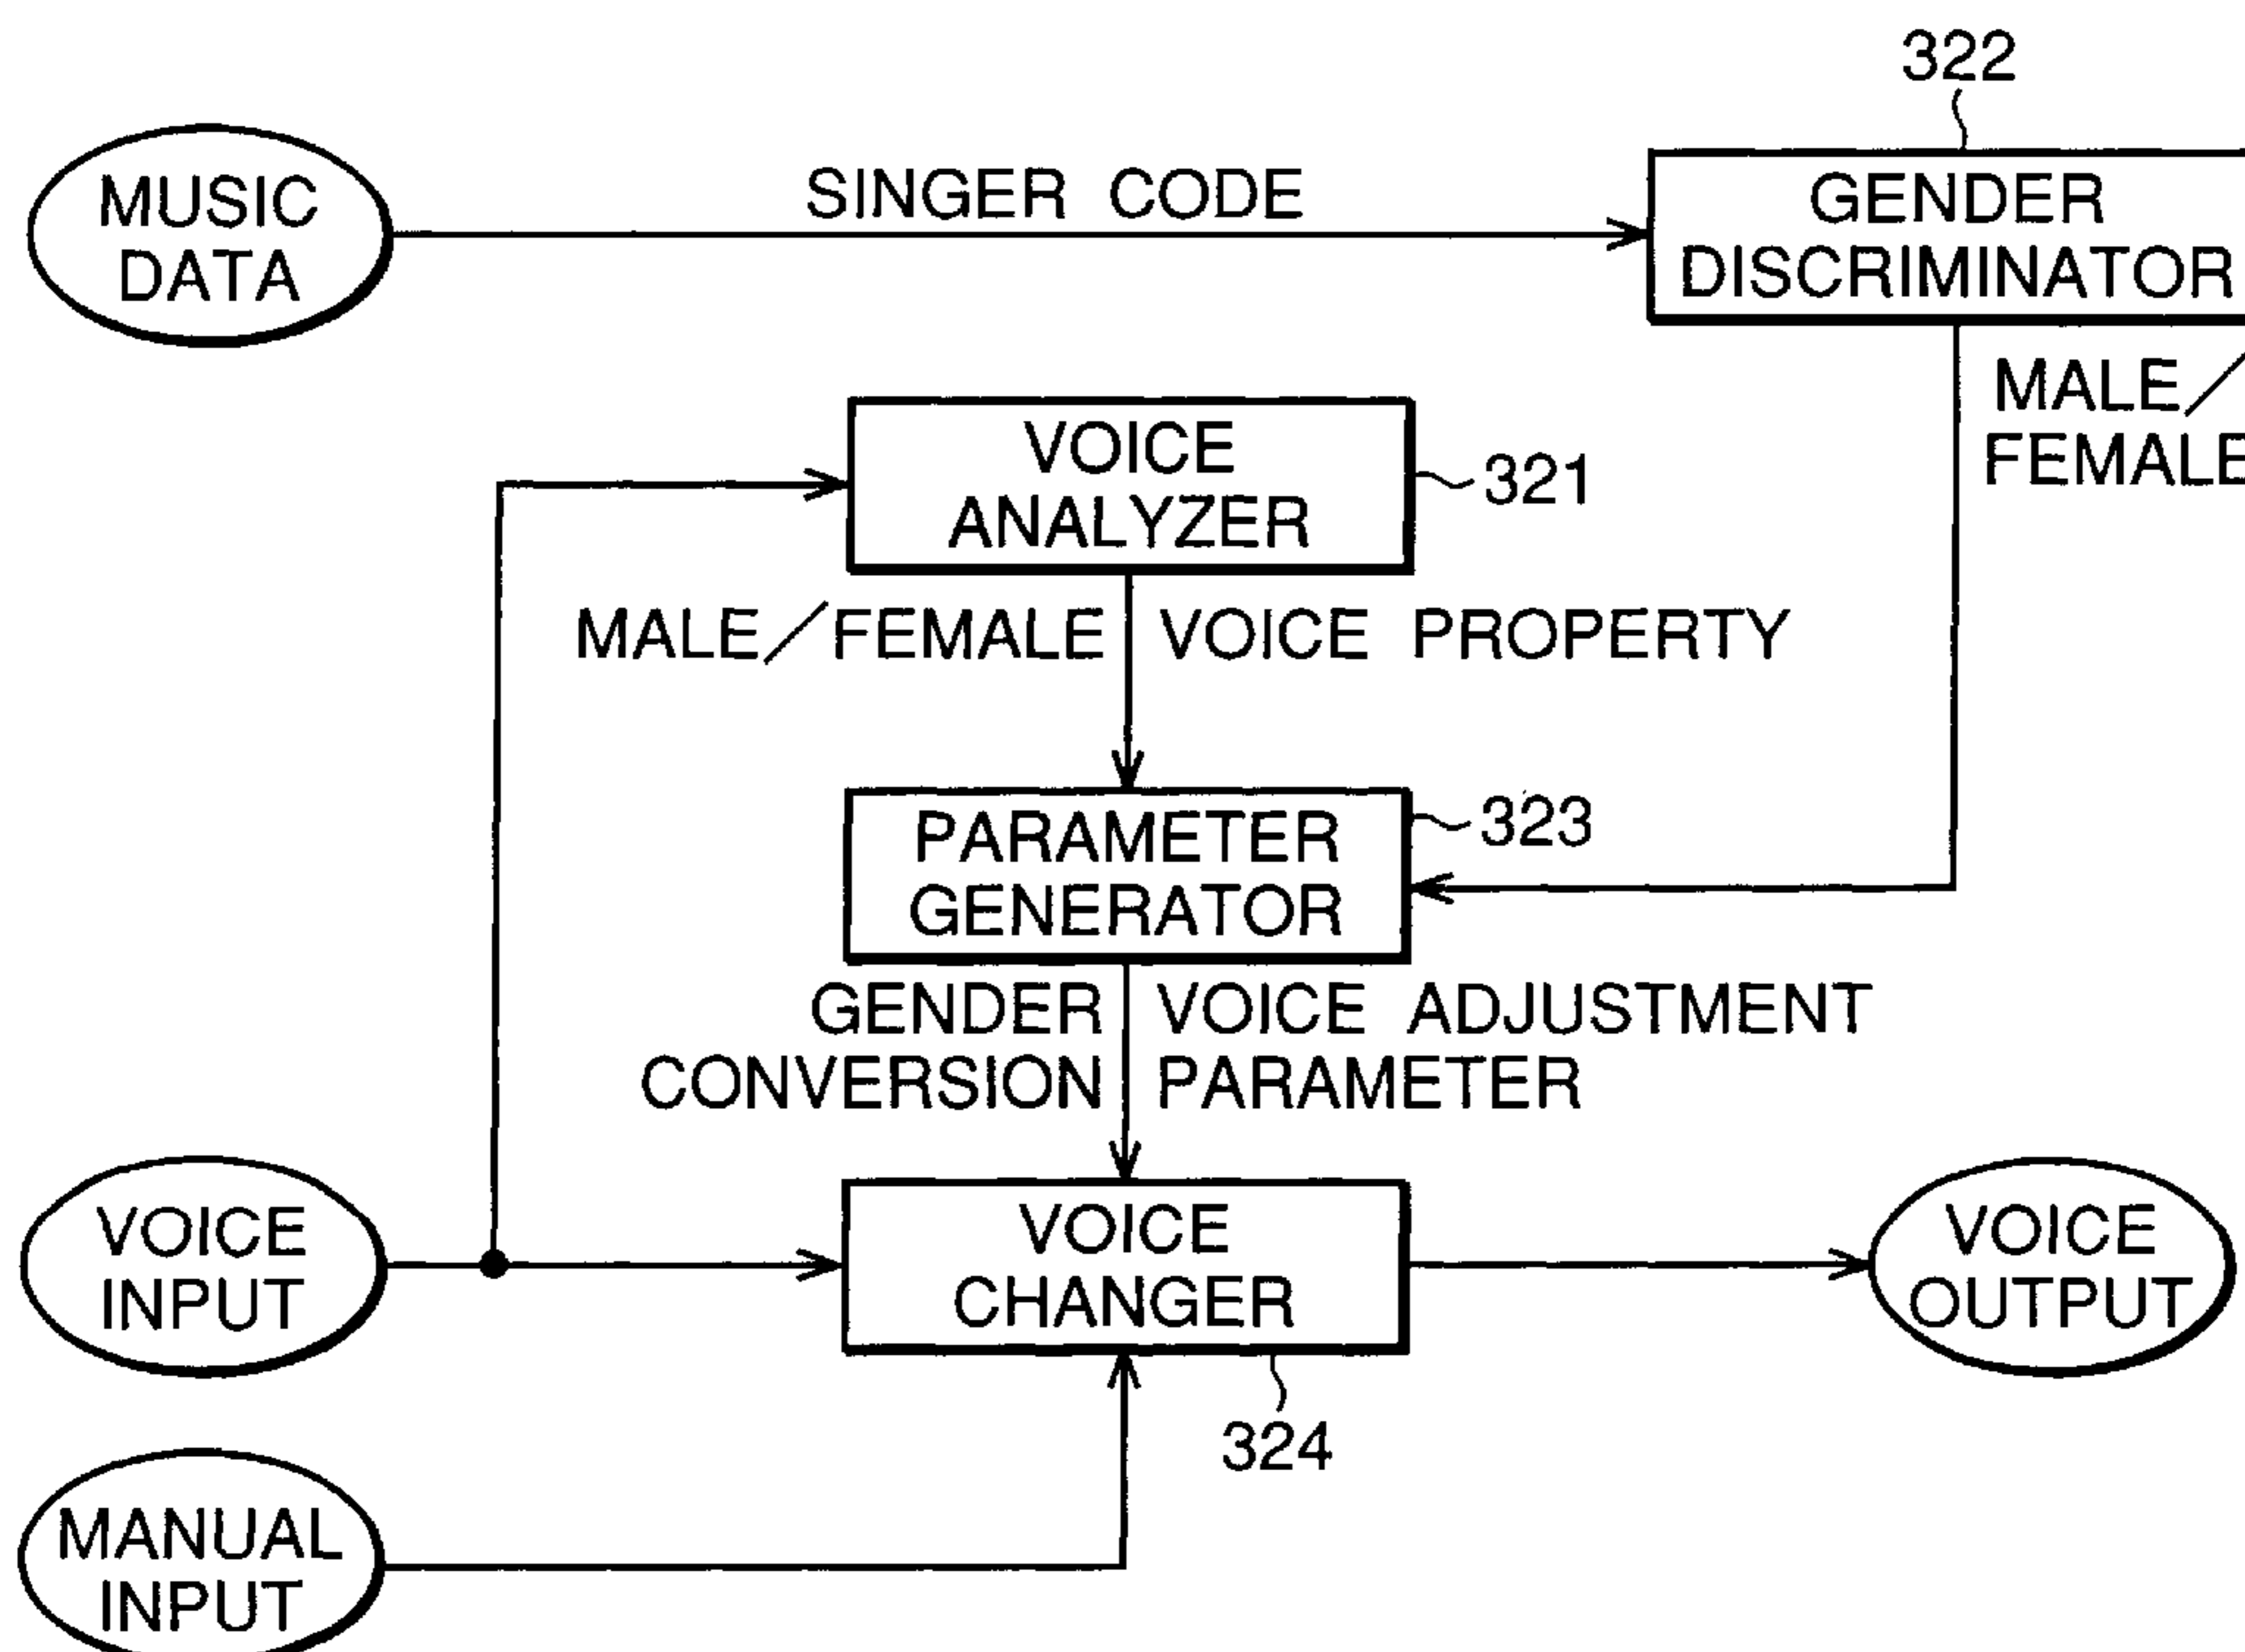 322
MUSIC
DATA
SINGER CODE
GENDER
DISCRIMINATOR
MALE/
FEMALE
VOICE
ANALYZER
321
MALE/FEMALE VOICE PROPERTY
PARAMETER
GENERATOR
323
GENDER VOICE ADJUSTMENT
CONVERSION PARAMETER
VOICE
INPUT
VOICE
CHANGER
VOICE
OUTPUT
324
MANUAL
INPUT